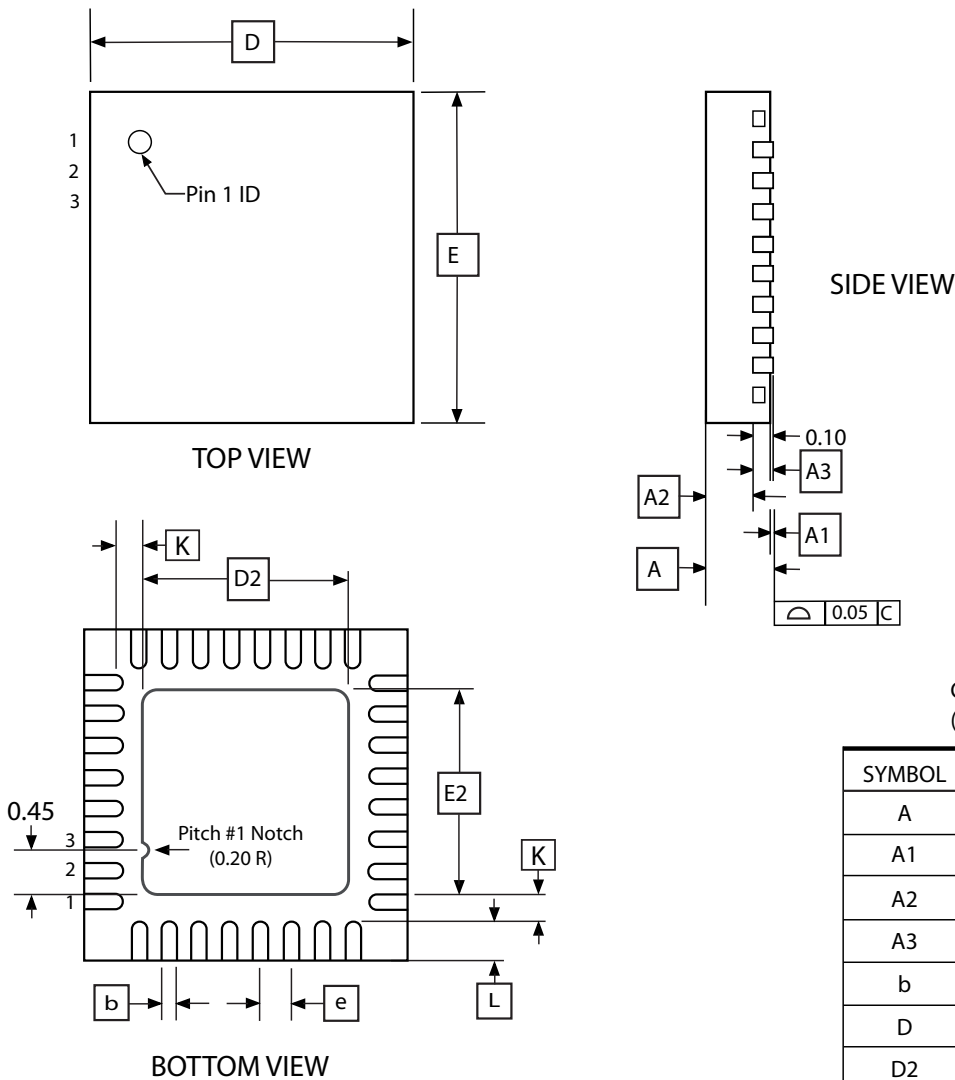 D
1
2
3
Pin 1 ID
E
TOP VIEW
SIDE VIEW
0.10
A3
A2
A1
A
0.05 C
K
D2
E2
0.45
3
2
1
Pitch #1 Notch
(0.20 R)
K
b
e
L
BOTTOM VIEW
SYMBOL
A
A1
A2
A3
b
D
D2